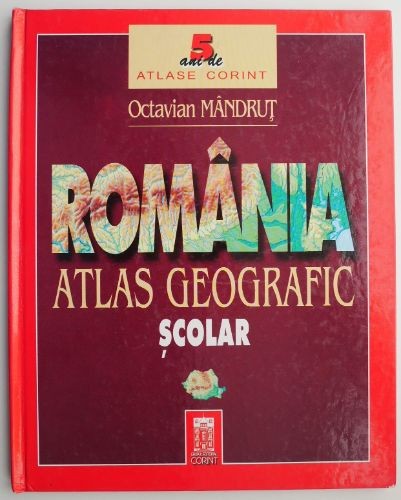 5
ani de
ATLASE CORINT
Octavian MÂNDRUȚ
ROMÂNIA
ATLAS GEOGRAFIC
ȘCOLAR
CORINT